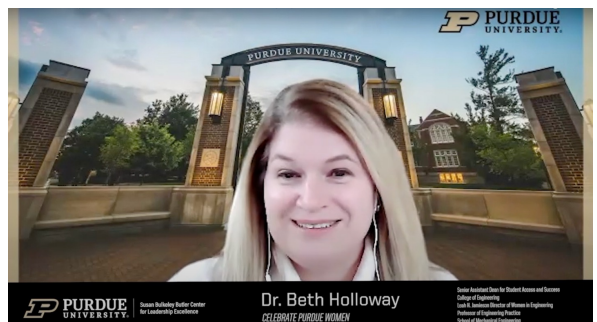 PURDUE
UNIVERSITY®
PURDUE UNIVERSITY
PURDUE
UNIVERSITY®
Susan Bulkeley Butler Center
for Leadership Excellence
Dr. Beth Holloway
CELEBRATE PURDUE WOMEN
Senior Assistant Dean for Student Access and Success
College of Engineering
Leah H. Jamieson Director of Women in Engineering
Professor of Engineering Practice
School of Mechanical Engineering